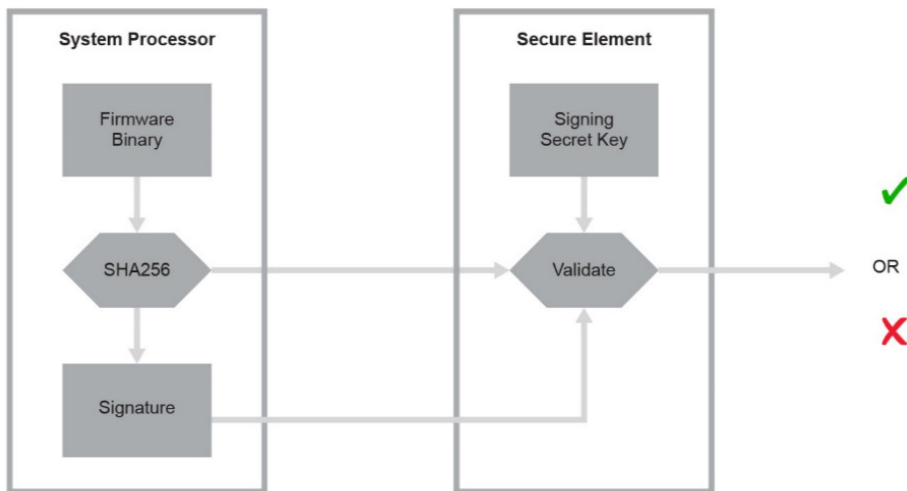 System Processor
Secure Element
Firmware
Binary
Signing
Secret Key
SHA256
Validate
OR
Signature